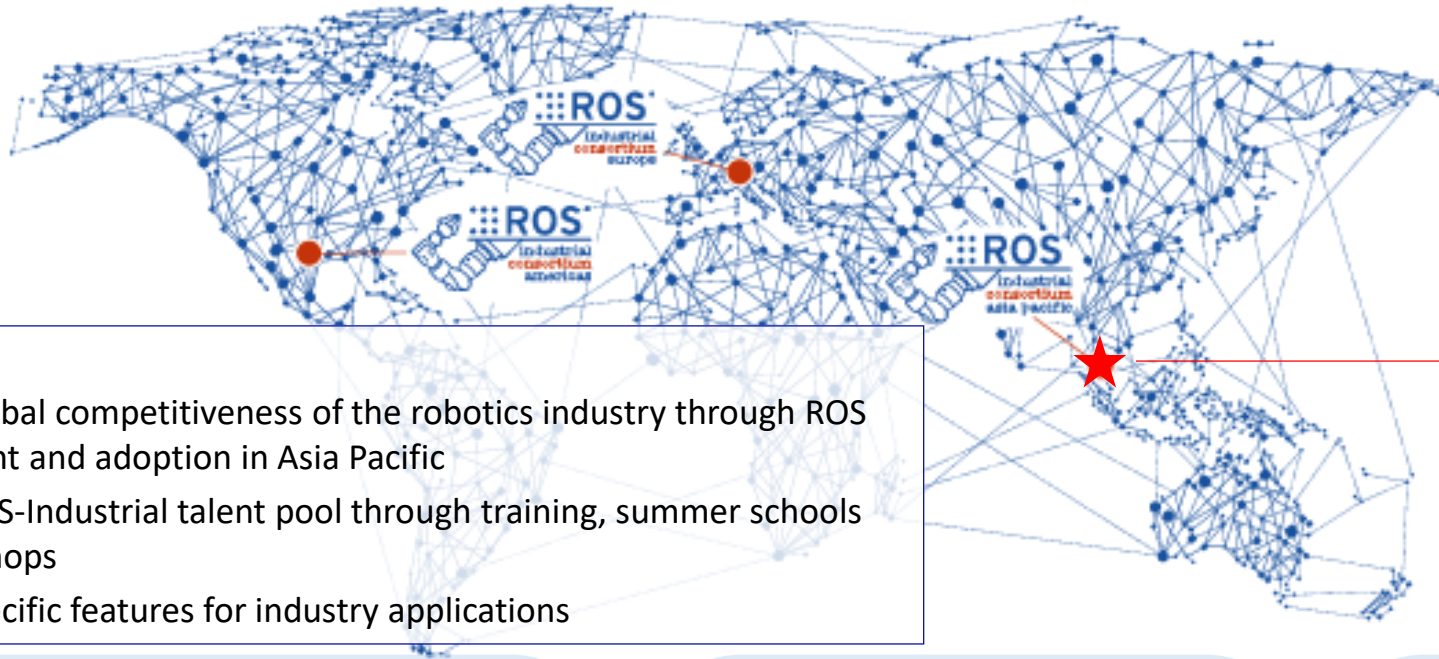 ROS
industrial
consortium
europe
ROS
industrial
consortium
americas
ROS
industrial
consortium
asia pacific
bal competitiveness of the robotics industry through ROS
nt and adoption in Asia Pacific
S-Industrial talent pool through training, summer schools
hops
cific features for industry applications